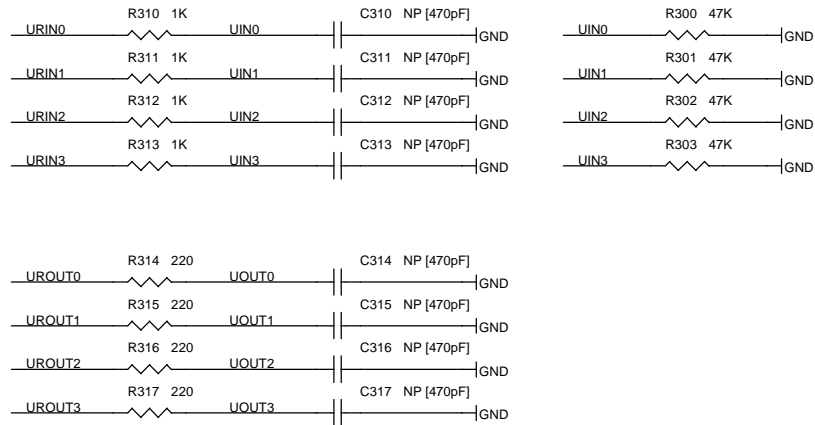 R310 1K C310 NP [470pF] R300 47K
URIN0 UIN0 GND UIN0 GND
R311 1K C311 NP [470pF] R301 47K
URIN1 UIN1 GND UIN1 GND
R312 1K C312 NP [470pF] R302 47K
URIN2 UIN2 GND UIN2 GND
R313 1K C313 NP [470pF] R303 47K
URIN3 UIN3 GND UIN3 GND
R314 220 C314 NP [470pF]
UROUT0 UOUT0 GND
R315 220 C315 NP [470pF]
UROUT1 UOUT1 GND
R316 220 C316 NP [470pF]
UROUT2 UOUT2 GND
R317 220 C317 NP [470pF]
UROUT3 UOUT3 GND